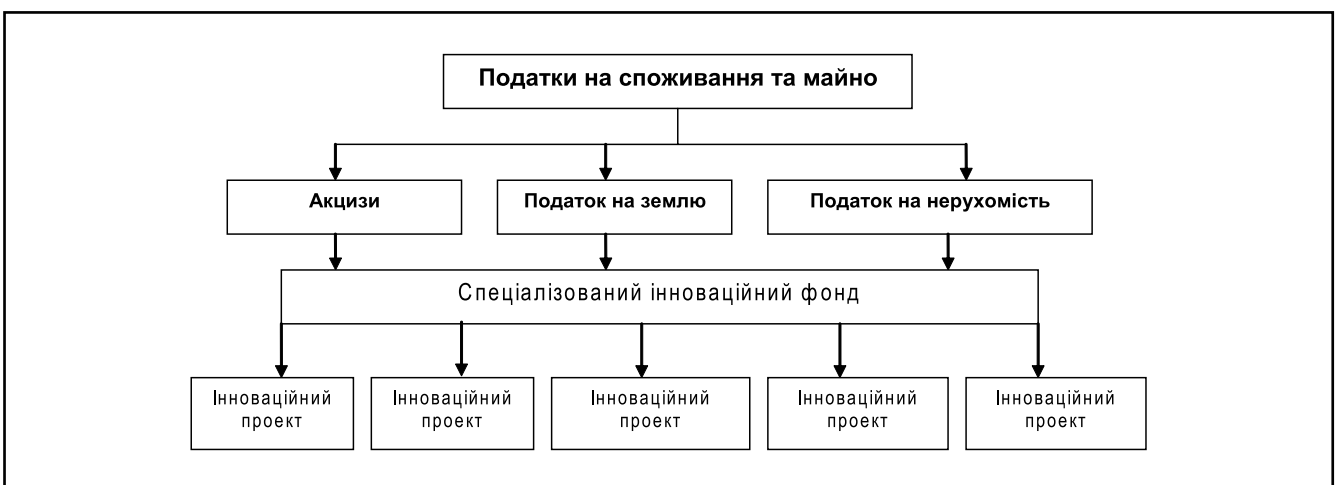 Податки на споживання та майно
Акцизи
Податок на землю
Податок на нерухомість
Спеціалізований інноваційний фонд
Інноваційний
проект
Інноваційний
проект
Інноваційний
проект
Інноваційний
проект
Інноваційний
проект